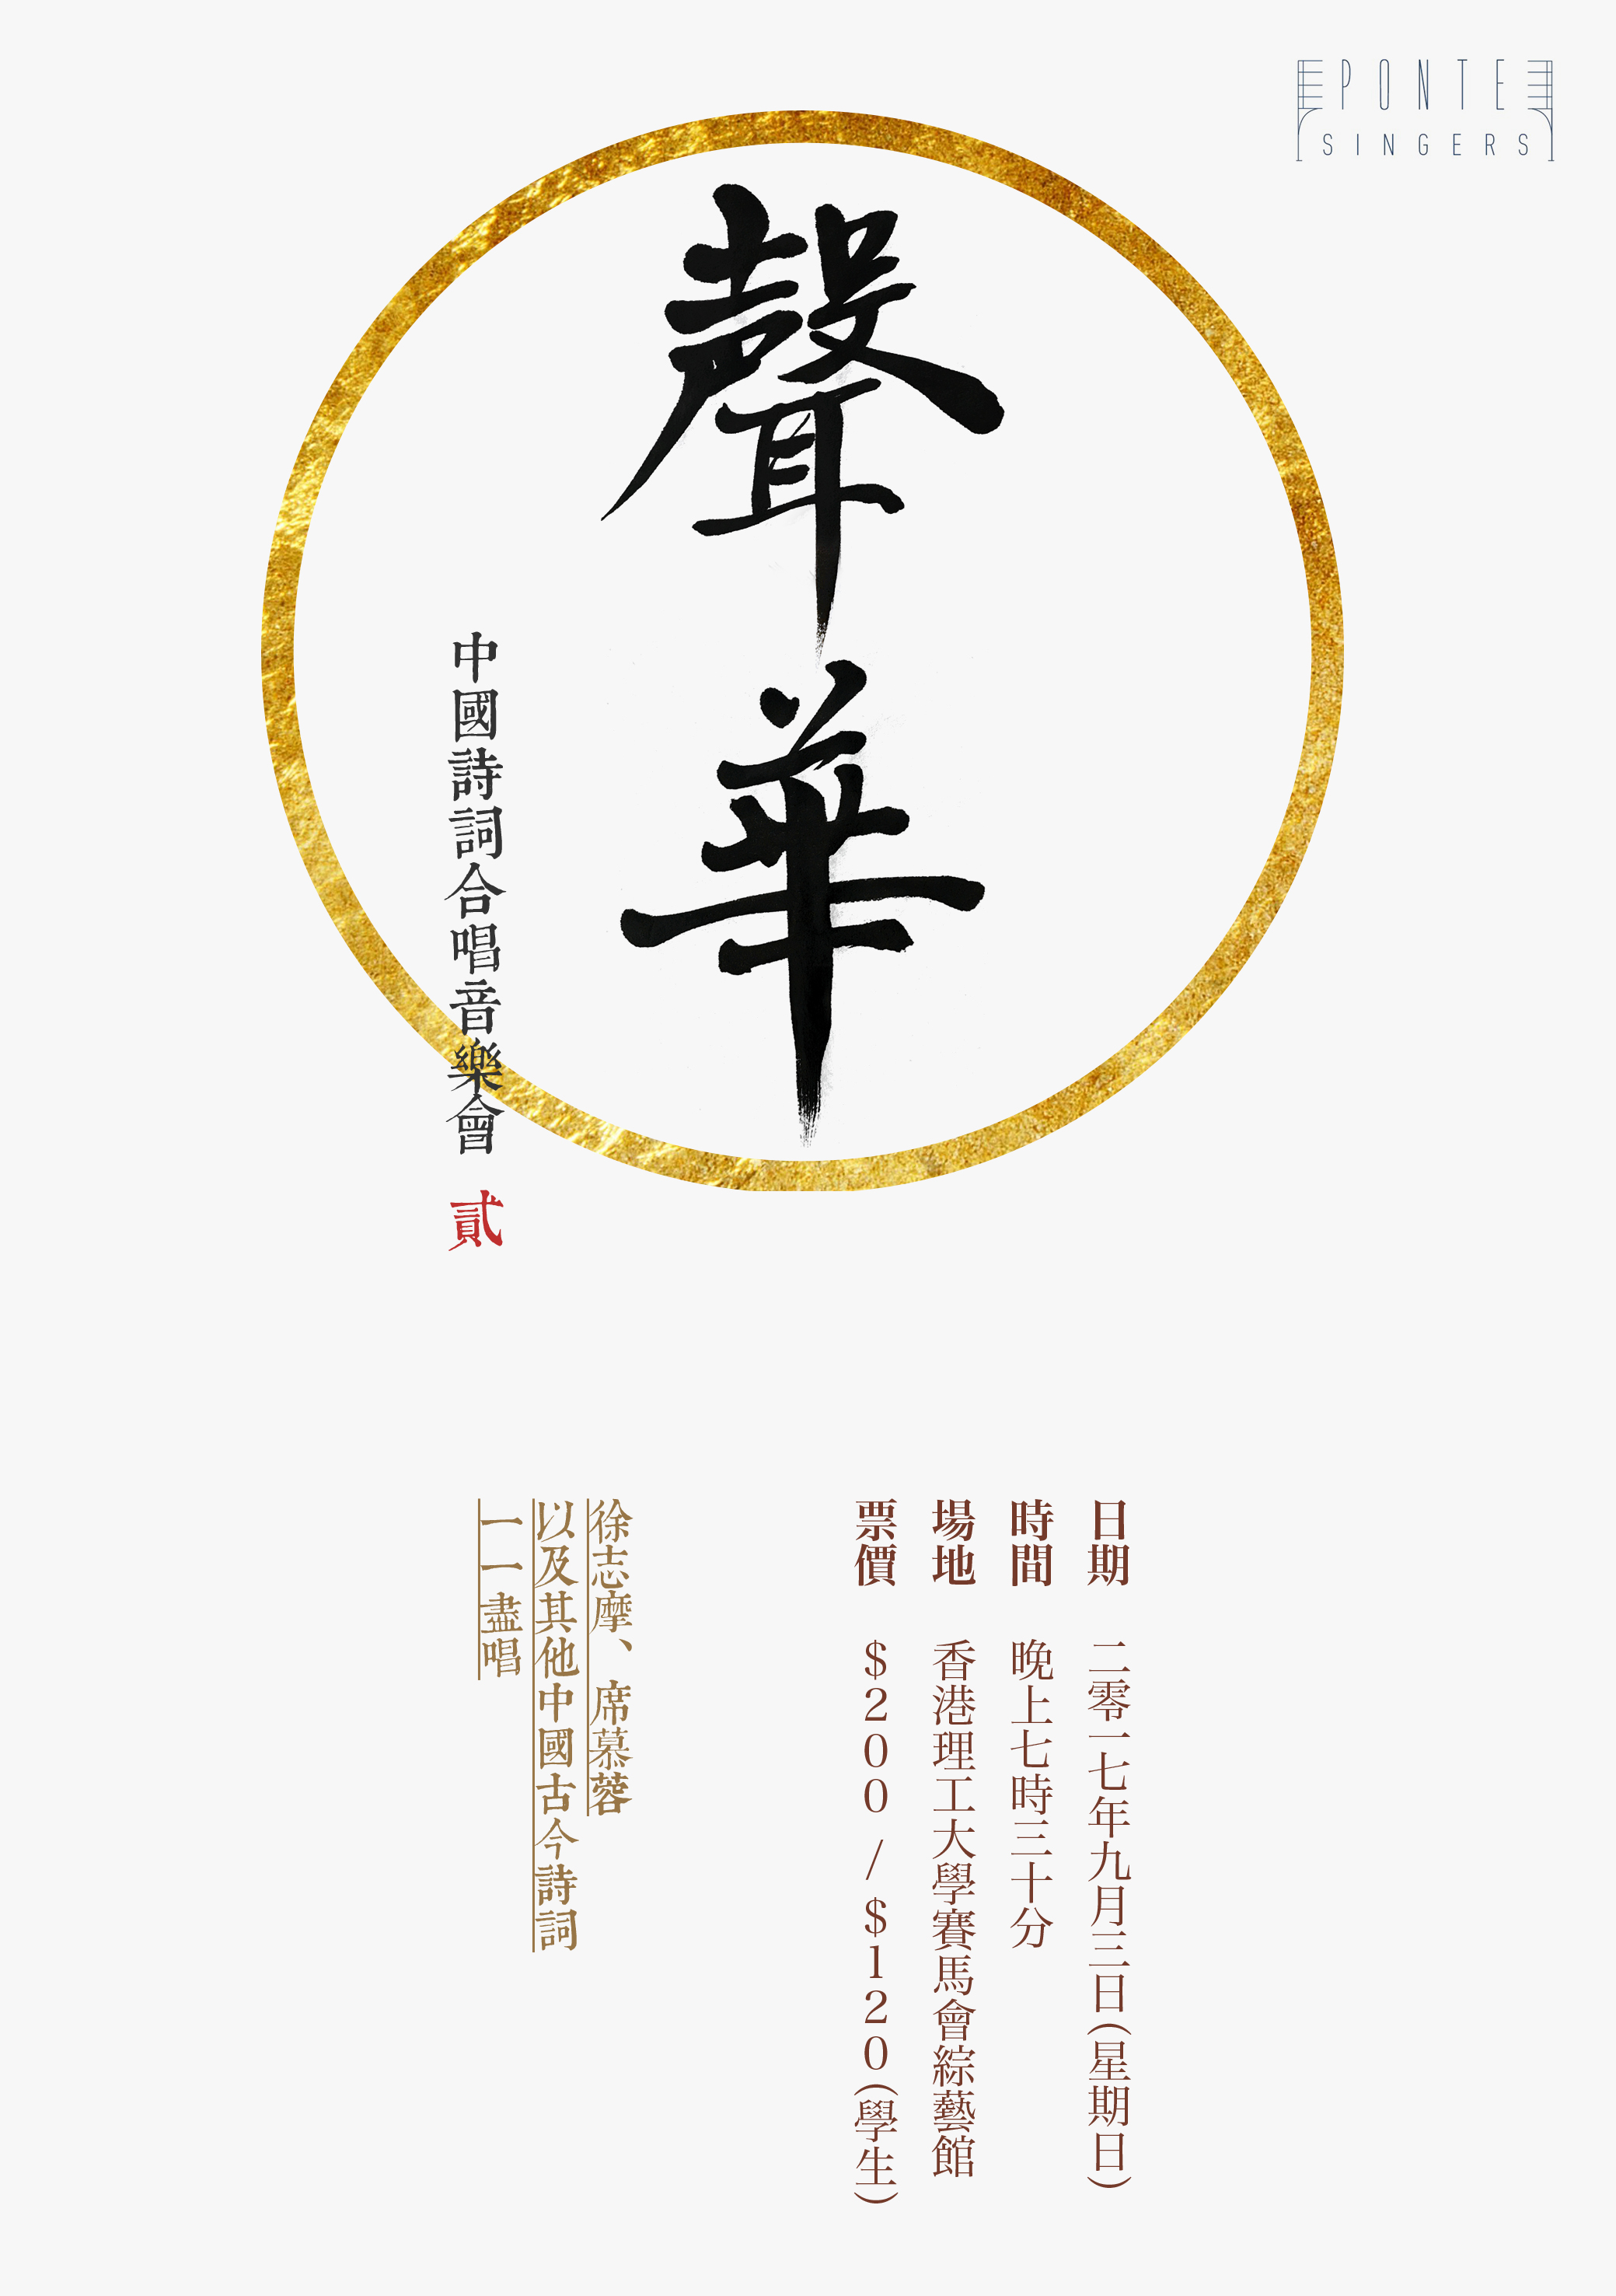 PONTE
SINGERS
聲華
中國詩詞合唱音樂會 貳
日期 二零一七年九月三日(星期日)
時間 晚上七時三十分
場地 香港理工大學賽馬會綜藝館
票價 $200 / $120(學生)
徐志摩、席慕蓉
以及其他中國古今詩詞
一一盡唱